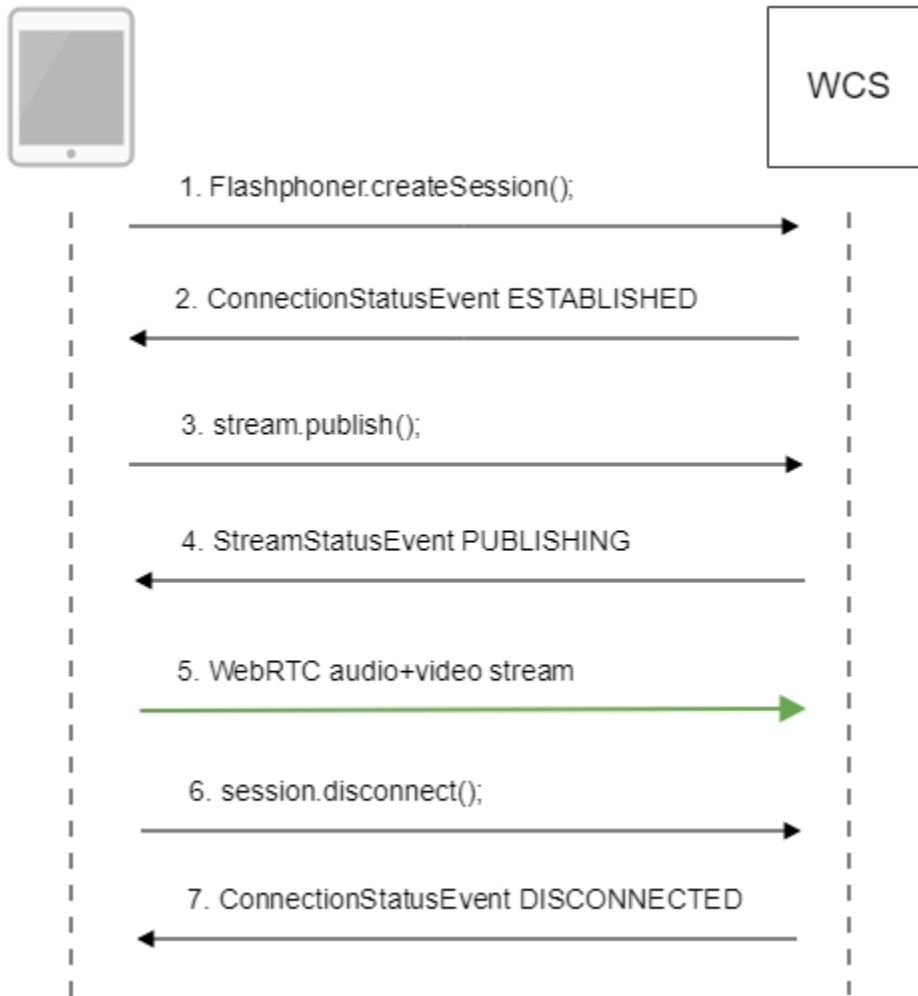 WCS
1. Flashphoner.createSession();
2. ConnectionStatusEvent ESTABLISHED
3. stream.publish();
4. StreamStatusEvent PUBLISHING
5. WebRTC audio+video stream
6. session.disconnect();
7. ConnectionStatusEvent DISCONNECTED